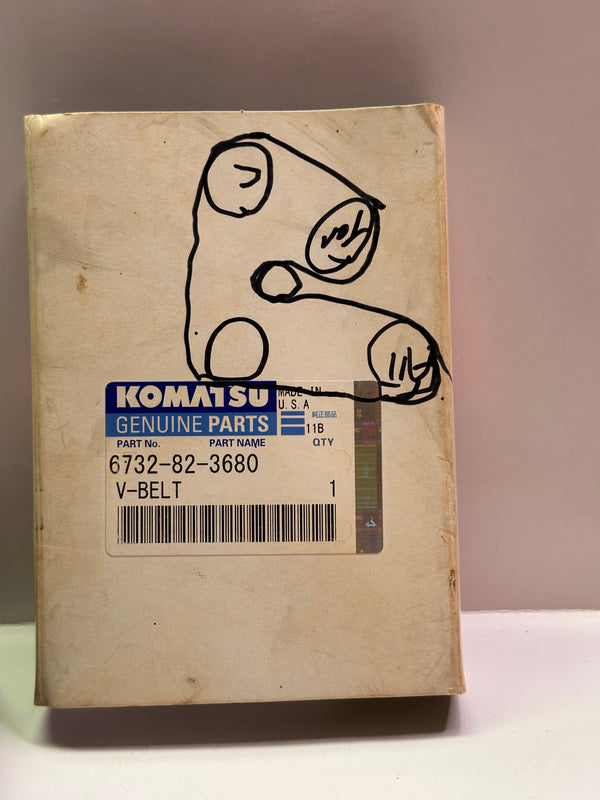 KOMATSU
MADE IN
U.S.A
GENUINE PARTS
純正部品
11B
PART No. PART NAME QTY
6732-82-3680
V-BELT 1